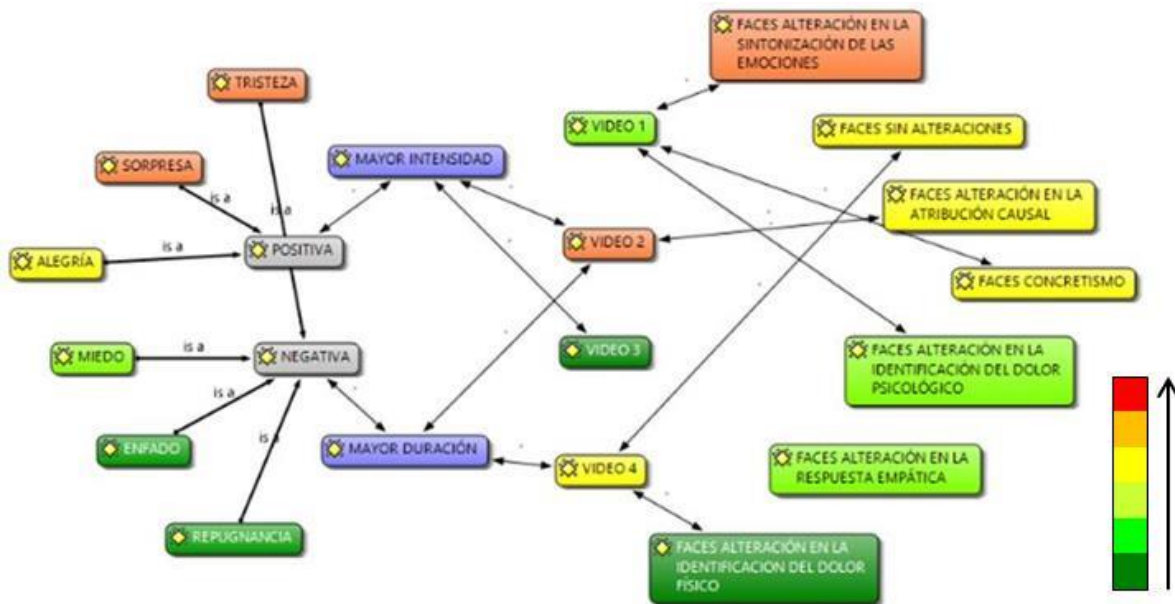 FACES ALTERACIÓN EN LA
SINTONIZACIÓN DE LAS
EMOCIONES
TRISTEZA
VIDEO 1
FACES SIN ALTERACIONES
SORPRESA
MAYOR INTENSIDAD
is a
is a
FACES ALTERACIÓN EN LA
ATRIBUCIÓN CAUSAL
ALEGRÍA
is a
POSITIVA
VIDEO 2
FACES CONCRETISMO
MIEDO
is a
NEGATIVA
VIDEO 3
FACES ALTERACIÓN EN LA
IDENTIFICACIÓN DEL DOLOR
PSICOLÓGICO
is a
ENFADO
is a
MAYOR DURACIÓN
VIDEO 4
FACES ALTERACIÓN EN LA
RESPUESTA EMPÁTICA
REPUGNANCIA
FACES ALTERACIÓN EN LA
IDENTIFICACION DEL DOLOR
FÍSICO